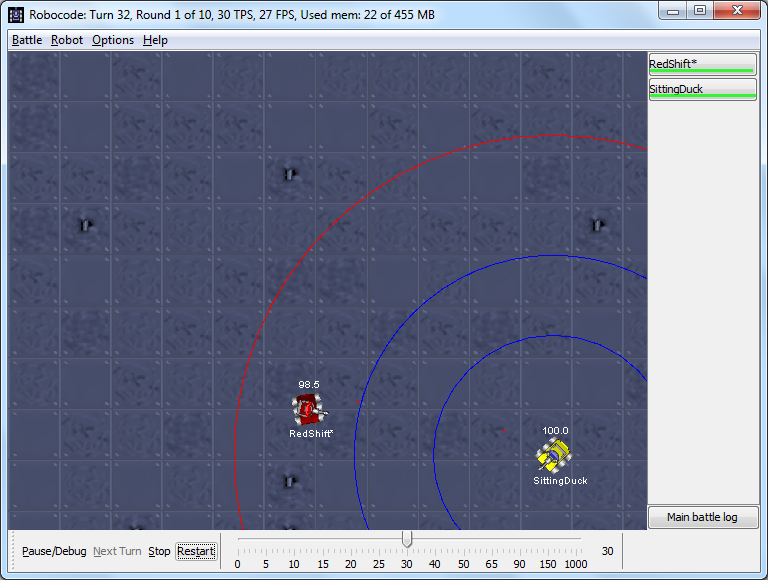 Robocode: Turn 32, Round 1 of 10, 30 TPS, 27 FPS, Used mem: 22 of 455 MB
Battle Robot Options Help
RedShift*
SittingDuck
98.5
RedShift*
100.0
SittingDuck
Main battle log
Pause/Debug Next Turn Stop Restart
30
0 5 10 15 20 25 30 40 50 65 90 150 1000